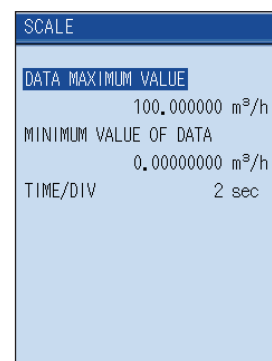 SCALE
DATA MAXIMUM VALUE
100.000000 m³/h
MINIMUM VALUE OF DATA
0.00000000 m³/h
TIME/DIV 2 sec